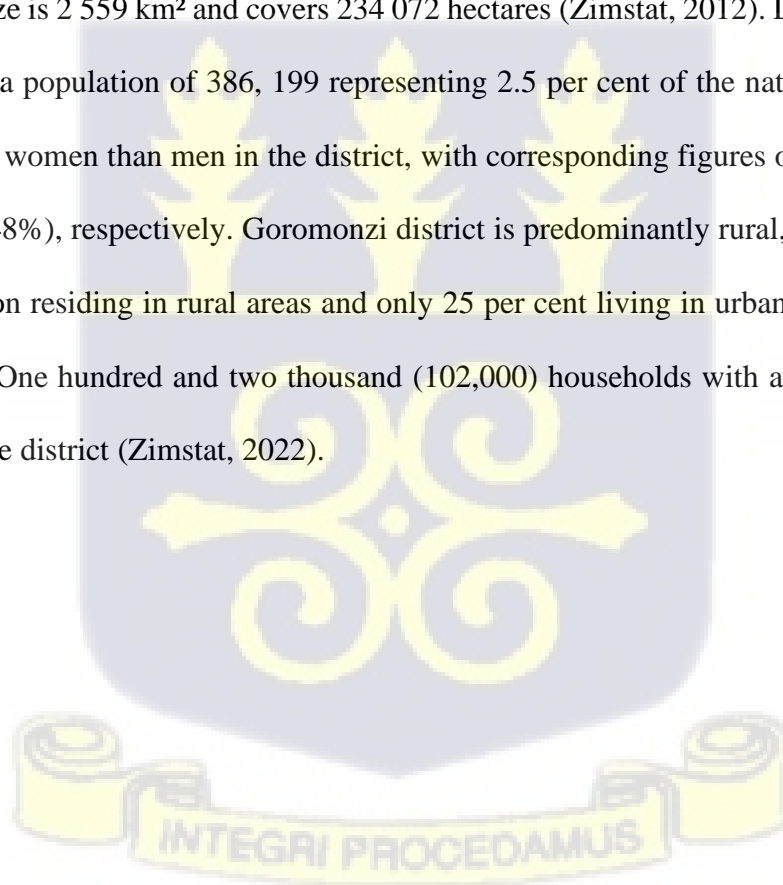 ze is 2 559 km² and covers 234 072 hectares (Zimstat, 2012).
a population of 386, 199 representing 2.5 per cent of the nat
women than men in the district, with corresponding figures
8%), respectively. Goromonzi district is predominantly rural,
on residing in rural areas and only 25 per cent living in urban
One hundred and two thousand (102,000) households with a
e district (Zimstat, 2022).
INTEGRI PROCEDAMUS